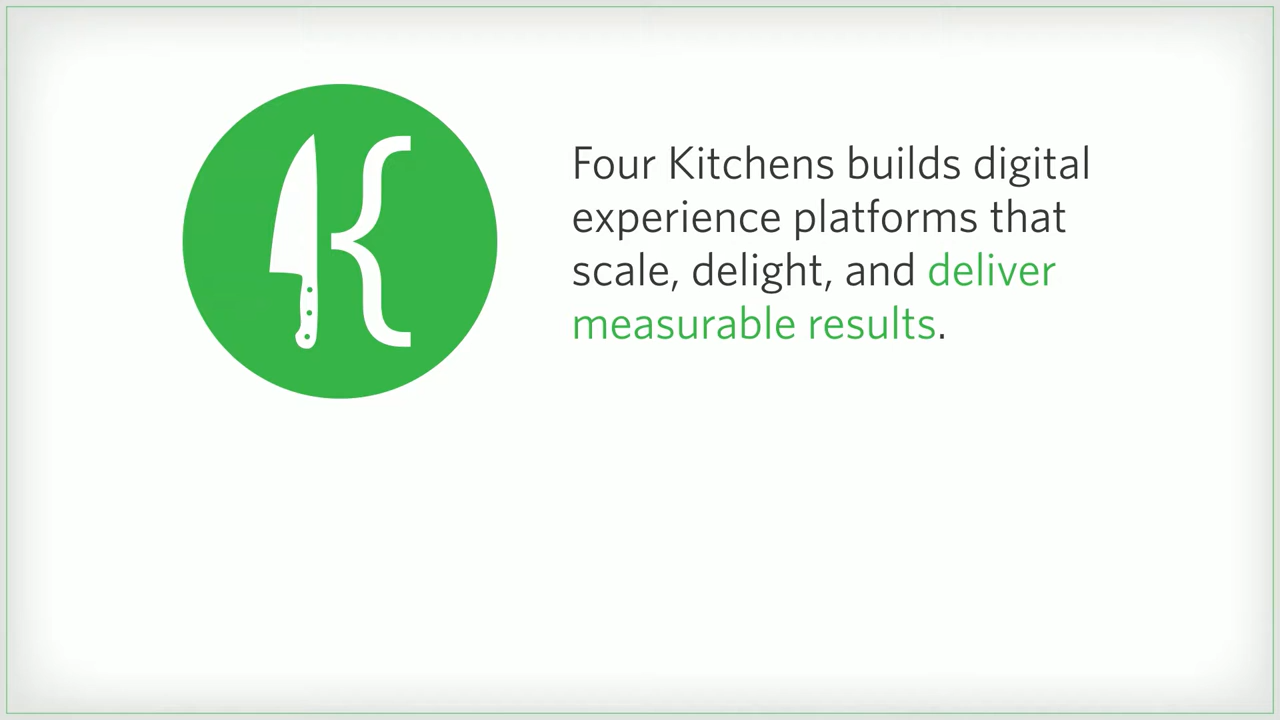 Four Kitchens builds digital
experience platforms that
scale, delight, and deliver
measurable results.